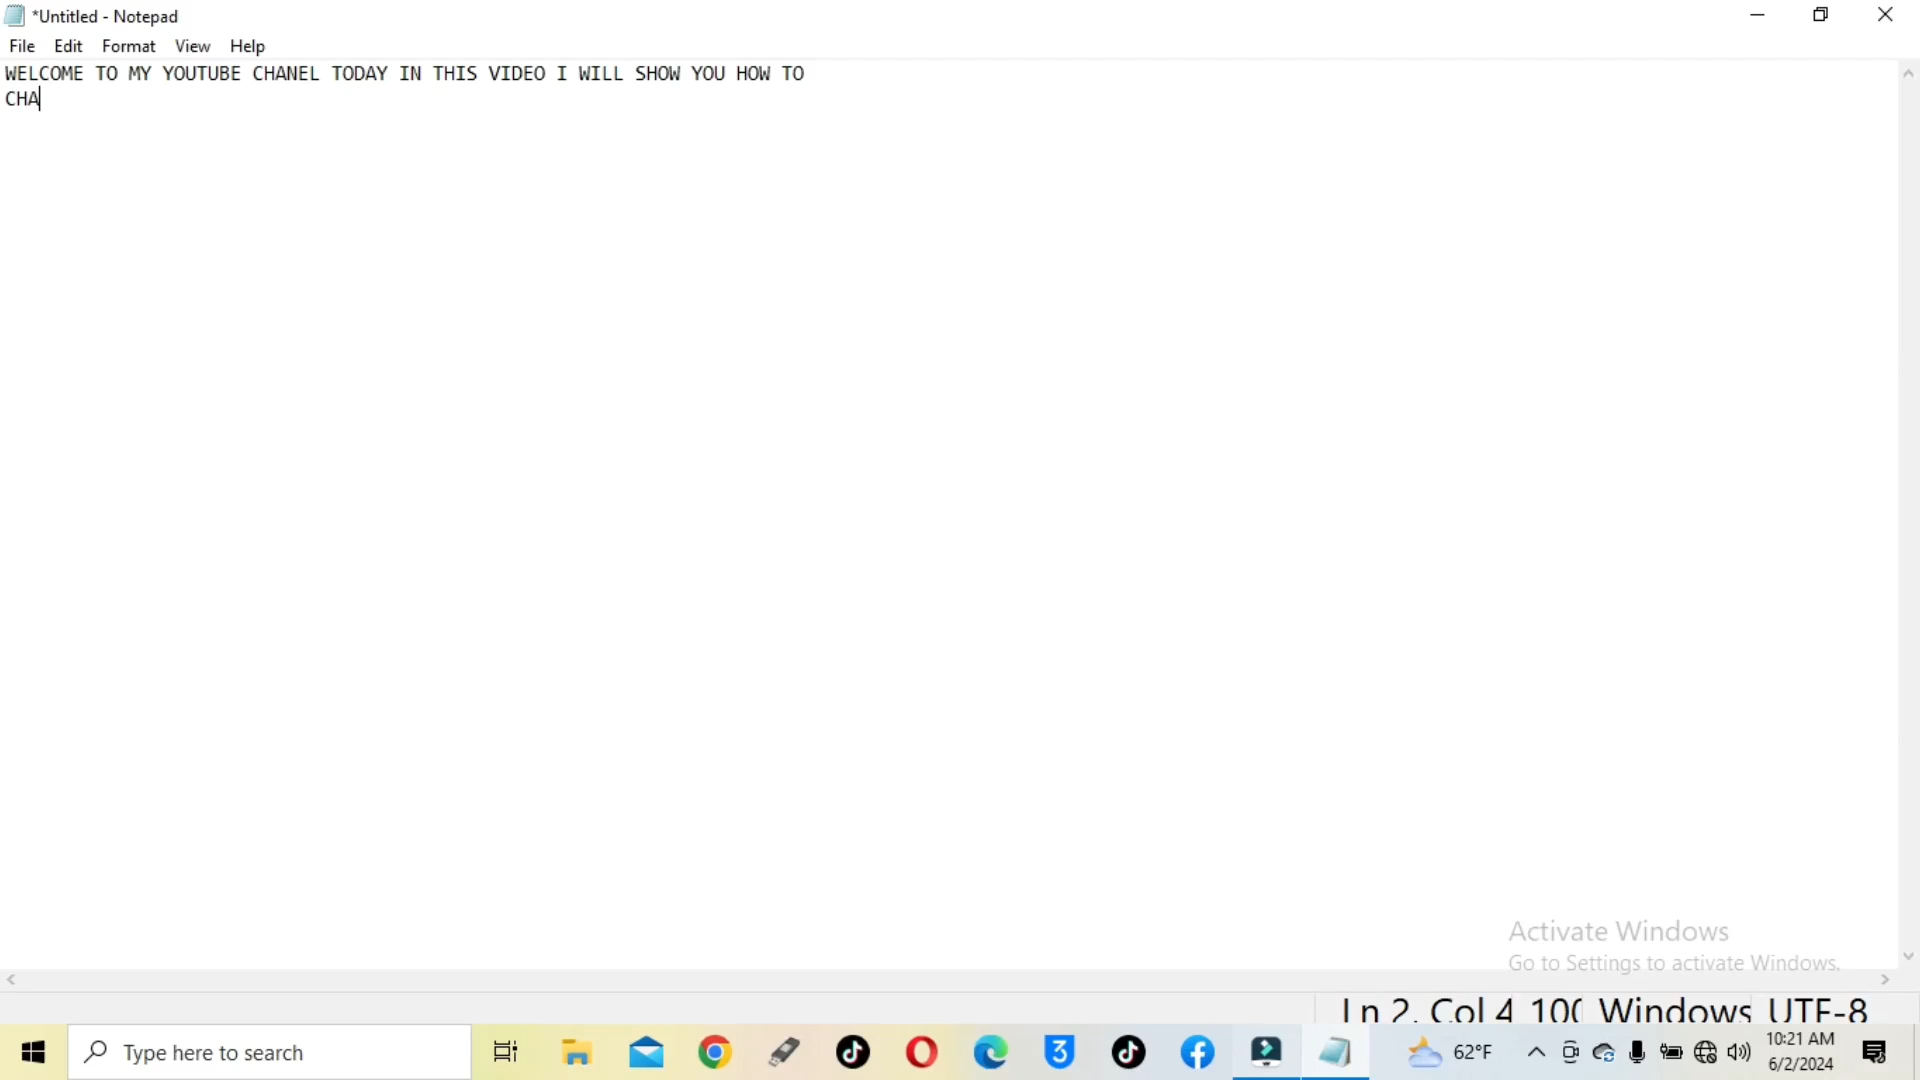 *Untitled - Notepad
File Edit Format View Help
WELCOME TO MY YOUTUBE CHANEL TODAY IN THIS VIDEO I WILL SHOW YOU HOW TO
CHA
Activate Windows
Go to Settings to activate Windows.
Ln 2, Col 4 100 Windows UTF-8
Type here to search
3
62°F
10:21 AM
6/2/2024